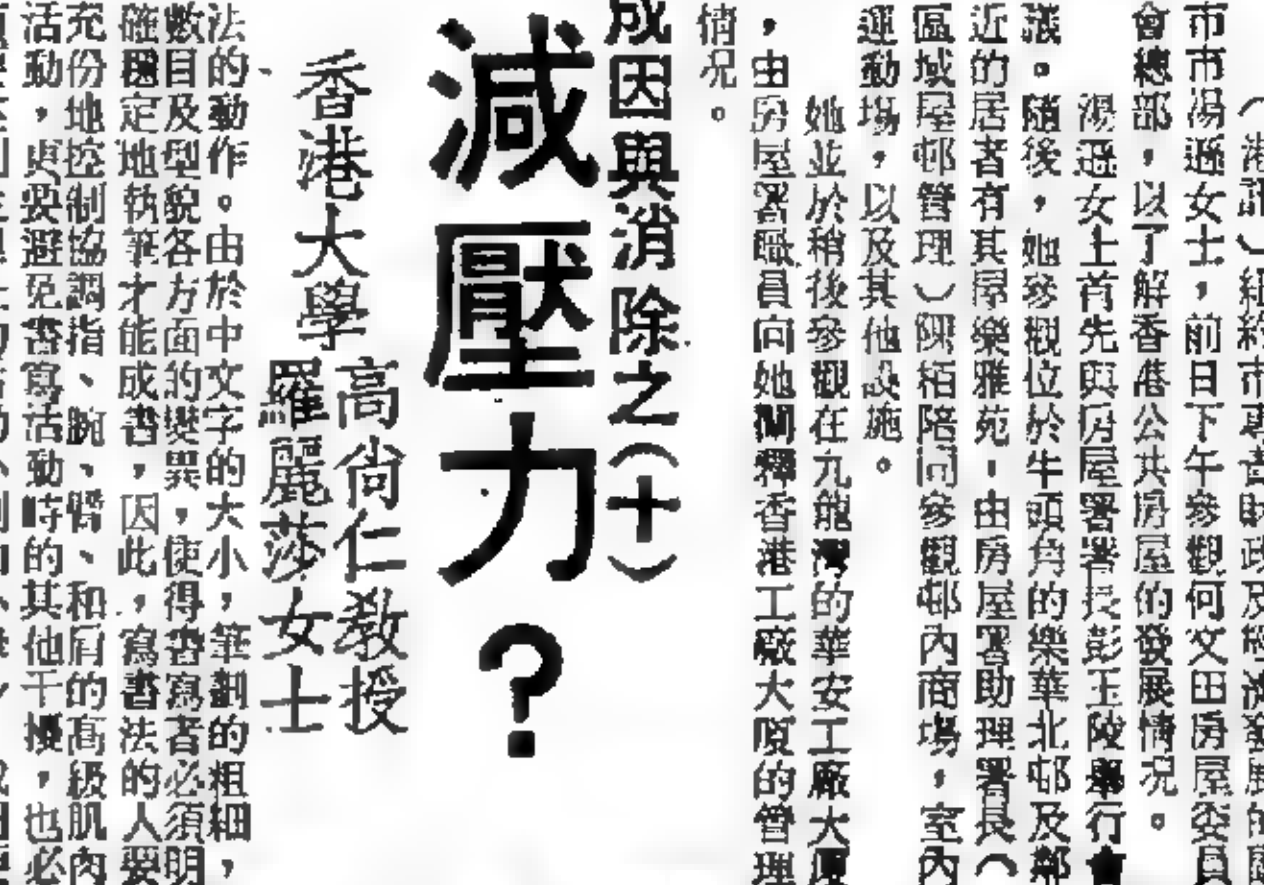 （港訊）紐約市專責財政及經濟發展的副
市市湯遜女士，前日下午參觀何文田房屋委員
會總部，以了解香港公共房屋的發展情況。
湯遜女士首先與房屋署署長彭玉陵舉行會
議。隨後，她參觀位於牛頭角的樂華北邨及鄰
近的居者有其屋樂雅苑，由房屋署助理署長（
區域屋邨管理）陳栢陪同參觀邨內商場，室內
運動場，以及其他設施。
她並於稍後參觀在九龍灣的華安工廠大厦
，由房屋署職員向她闡釋香港工廠大厦的管理
情況。
成因與消除之（十）
減壓力？
香港大學
高尚仁教授
羅麗莎女士
法的動作。由於中文字的大小，筆劃的粗細，
數目及型貌各方面的變異，使得書寫者必須明
確穩定地執筆才能成書，因此，寫書法的人要
充份地控制協調指、腕、臂、和肩的高級肌肉
活動，更要避免書寫活動時的其他干擾，也必